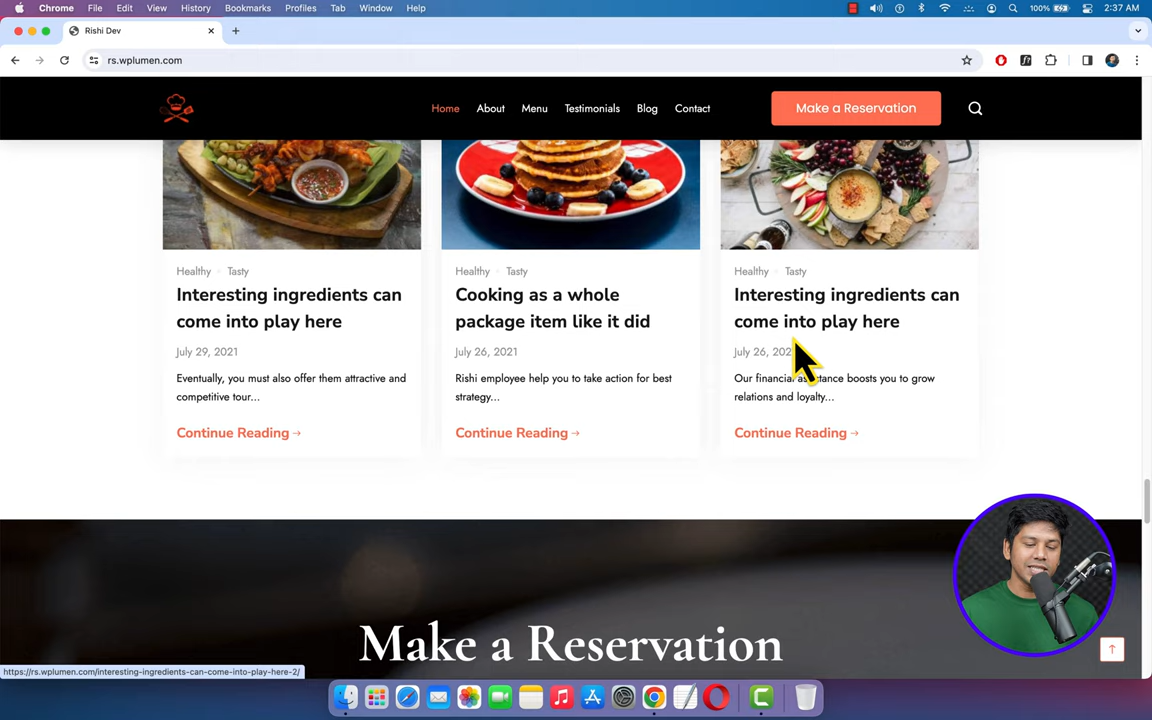 Chrome File Edit View History Bookmarks Profiles Tab Window Help 100% 2:37 AM
Rishi Dev
rs.wplumen.com
Home About Menu Testimonials Blog Contact Make a Reservation
Healthy Tasty
Interesting ingredients can
come into play here
July 29, 2021
Eventually, you must also offer them attractive and
competitive tour...
Continue Reading →
Healthy Tasty
Cooking as a whole
package item like it did
July 26, 2021
Rishi employee help you to take action for best
strategy...
Continue Reading →
Healthy Tasty
Interesting ingredients can
come into play here
July 26,
Our financial assistance boosts you to grow
relations and loyalty...
Continue Reading →
Make a Reservation
https://rs.wplumen.com/interesting-ingredients-can-come-into-play-here-2/